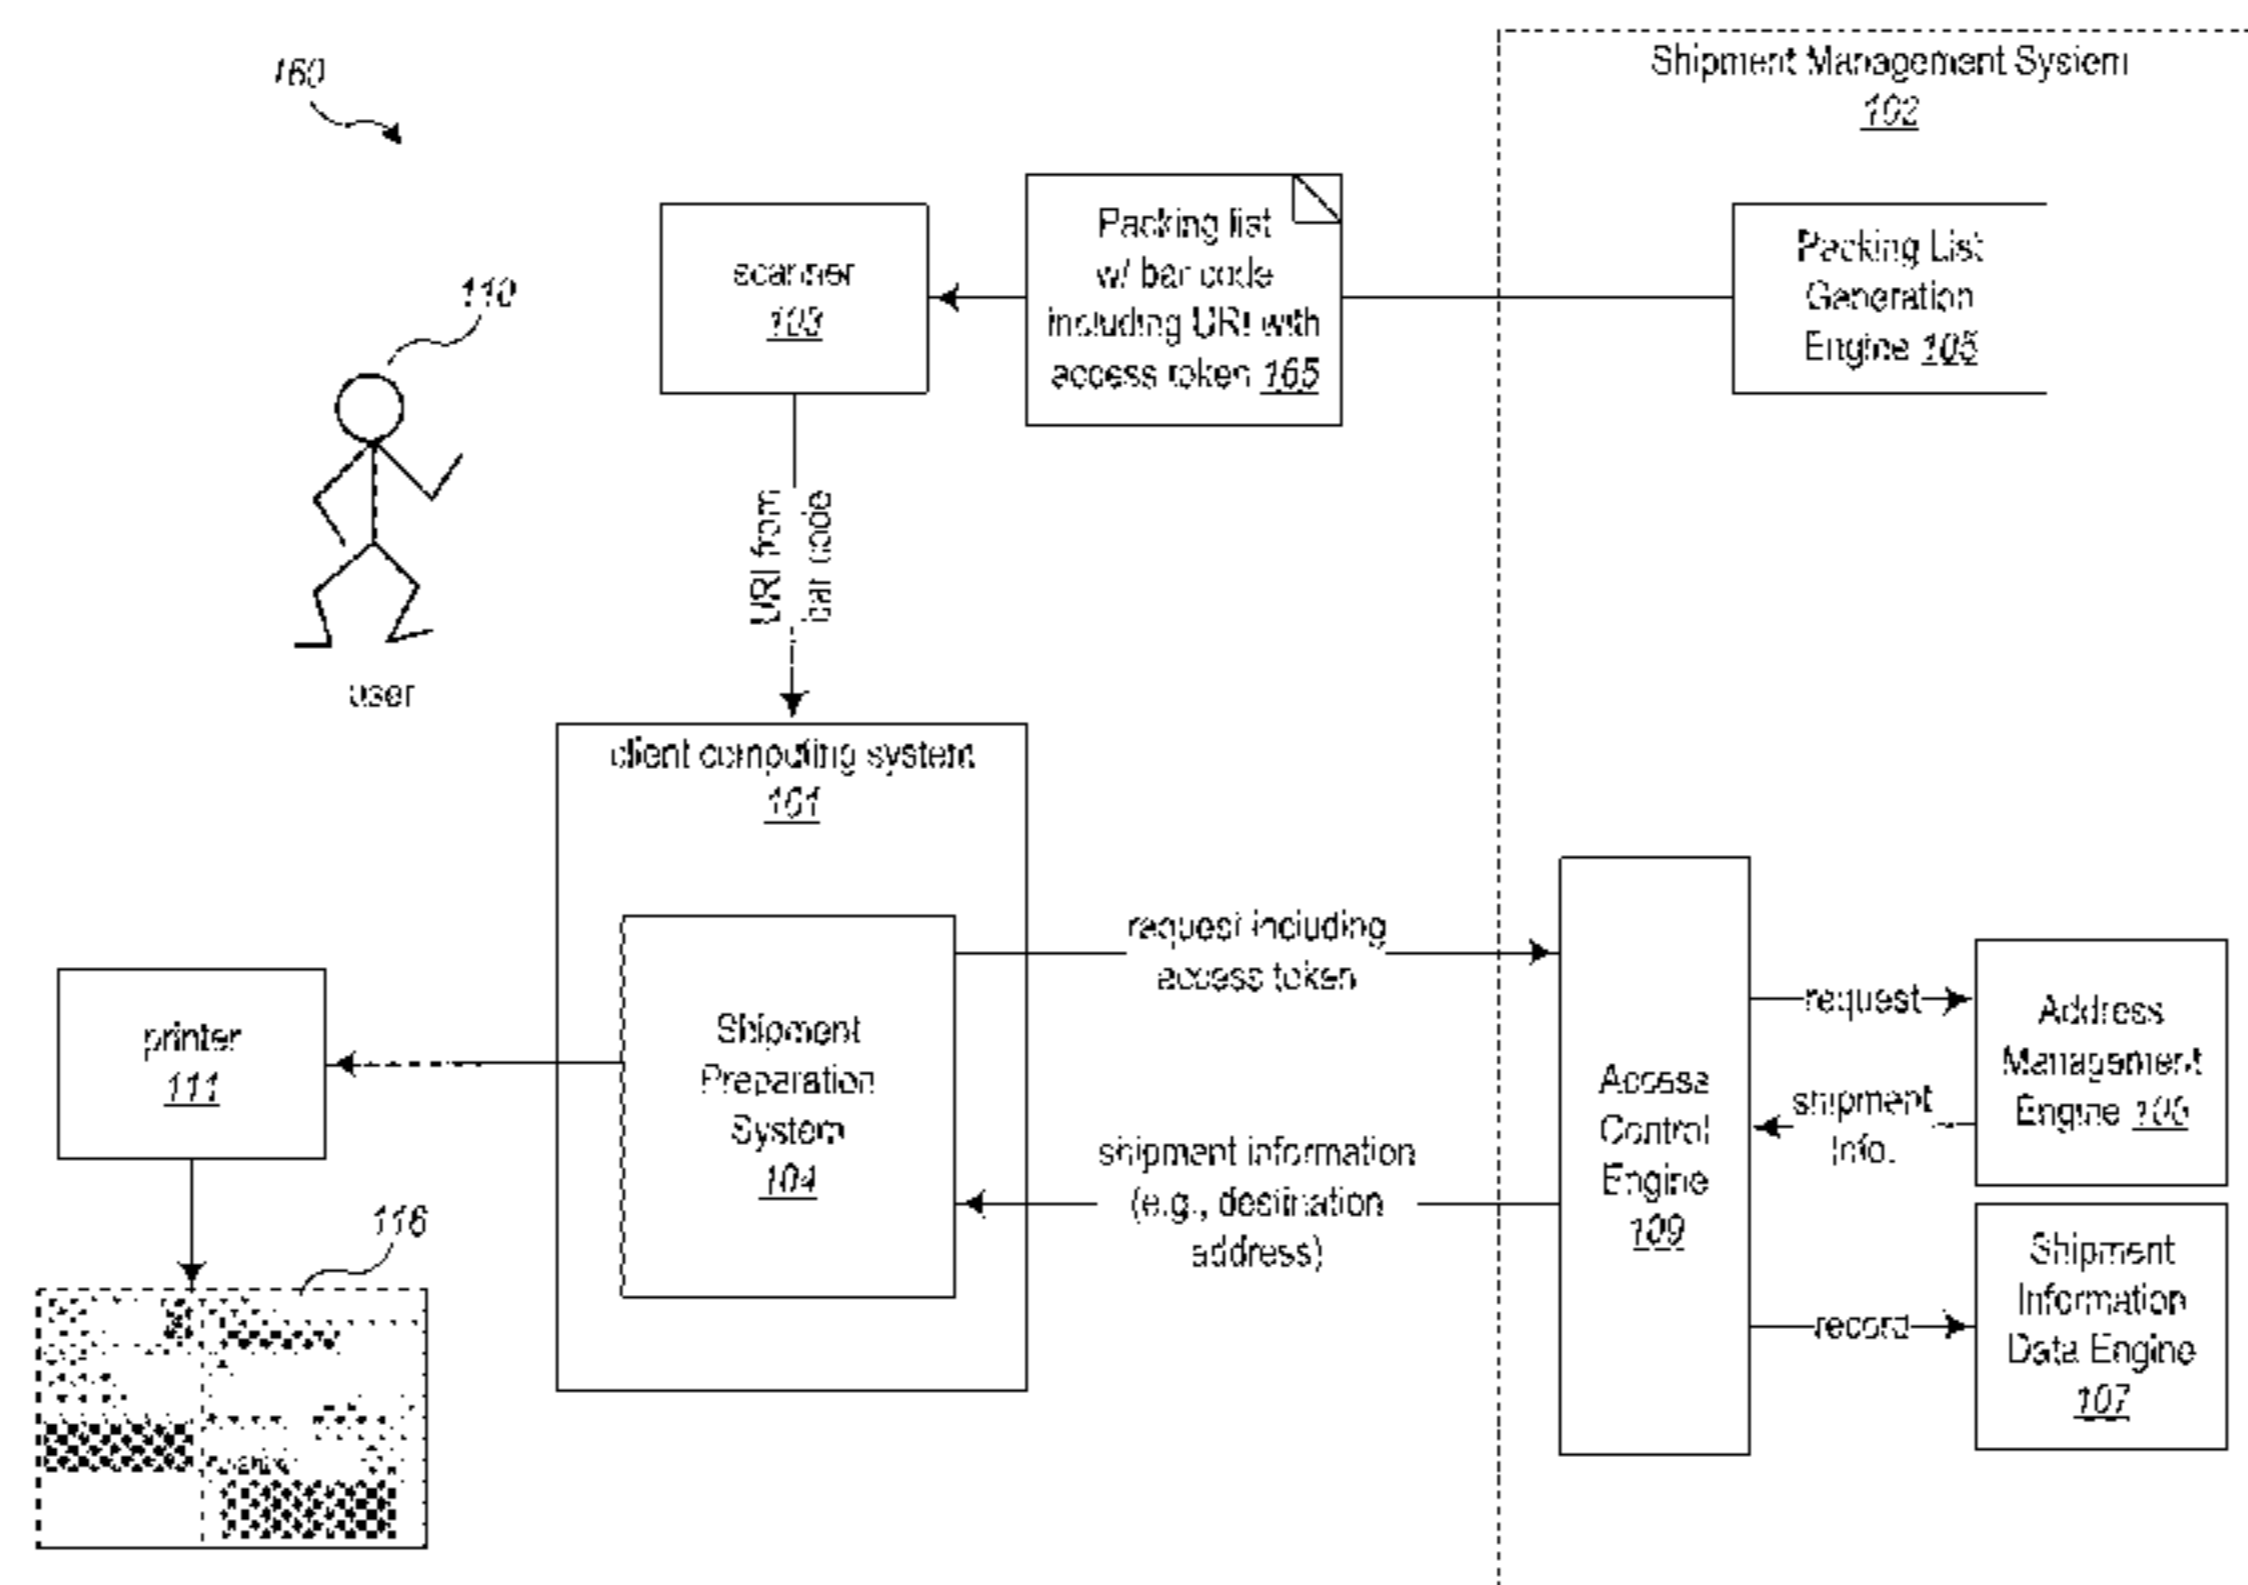 160
Shipment Management System
102
110
scanner
103
Packing list
w/ bar code
including URI with
access token 165
Packing List
Generation
Engine 105
user
URI from
bar code
client computing system
101
request including
access token
printer
111
Shipment
Preparation
System
104
shipment information
(e.g., destination
address)
Access
Control
Engine
109
request
Address
Management
Engine
shipment
info.
116
record
Shipment
Information
Data Engine
107